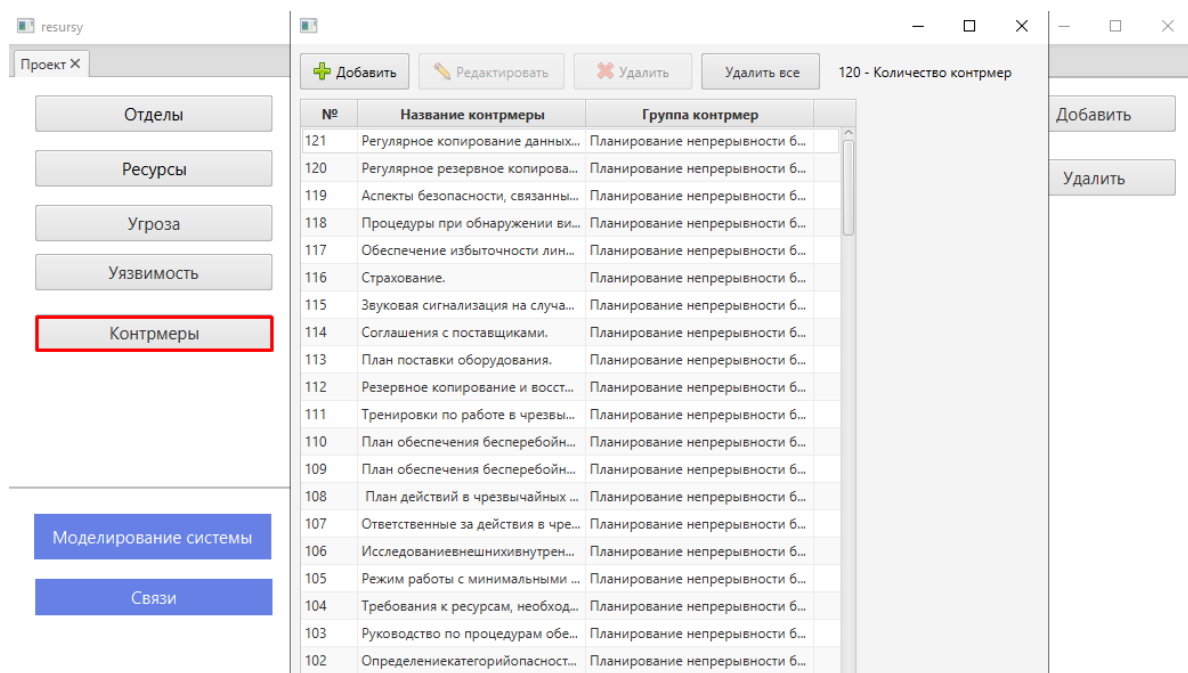 resursy
Проект X
Отделы
Ресурсы
Угроза
Уязвимость
Контрмеры
Моделирование системы
Связи
Добавить
Редактировать
Удалить
Удалить все
120 - Количество контрмер
№ Название контрмеры Группа контрмер
121 Регулярное копирование данных... Планирование непрерывности б...
120 Регулярное резервное копирова... Планирование непрерывности б...
119 Аспекты безопасности, связанны... Планирование непрерывности б...
118 Процедуры при обнаружении ви... Планирование непрерывности б...
117 Обеспечение избыточности лин... Планирование непрерывности б...
116 Страхование. Планирование непрерывности б...
115 Звуковая сигнализация на случа... Планирование непрерывности б...
114 Соглашения с поставщиками. Планирование непрерывности б...
113 План поставки оборудования. Планирование непрерывности б...
112 Резервное копирование и восст... Планирование непрерывности б...
111 Тренировки по работе в чрезвы... Планирование непрерывности б...
110 План обеспечения бесперебойн... Планирование непрерывности б...
109 План обеспечения бесперебойн... Планирование непрерывности б...
108 План действий в чрезвычайных ... Планирование непрерывности б...
107 Ответственные за действия в чре... Планирование непрерывности б...
106 Исследованиевнешнихивнутрен... Планирование непрерывности б...
105 Режим работы с минимальными ... Планирование непрерывности б...
104 Требования к ресурсам, необход... Планирование непрерывности б...
103 Руководство по процедурам обе... Планирование непрерывности б...
102 Определениекатегорийопасност... Планирование непрерывности б...
Добавить
Удалить